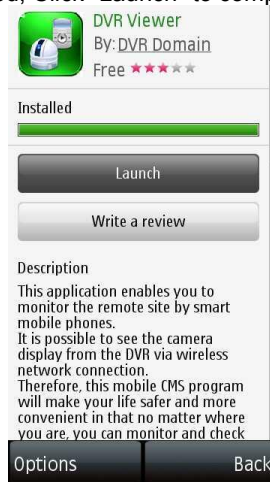 DVR Viewer
By: DVR Domain
Free
Installed
Launch
Write a review
Description
This application enables you to
monitor the remote site by smart
mobile phones.
It is possible to see the camera
display from the DVR via wireless
network connection.
Therefore, this mobile CMS program
will make your life safer and more
convenient in that no matter where
you are, you can monitor and check
Options Back